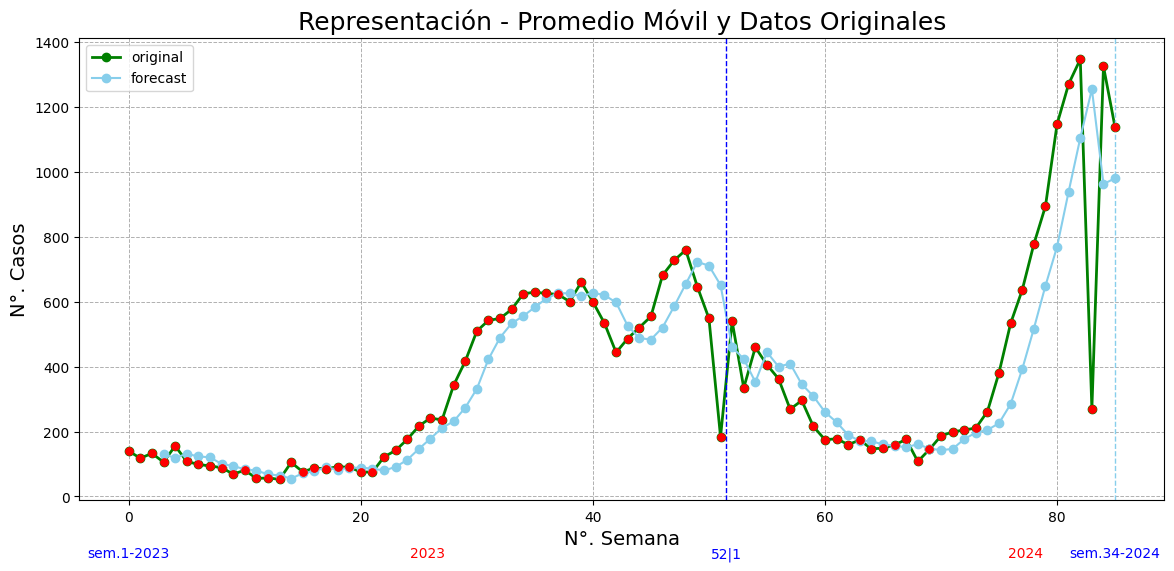 Representación - Promedio Móvil y Datos Originales
original
forecast
1400
1200
1000
800
600
400
200
0
N°. Casos
0 20 40 60 80
N°. Semana
sem.1-2023 2023 52|1 2024 sem.34-2024